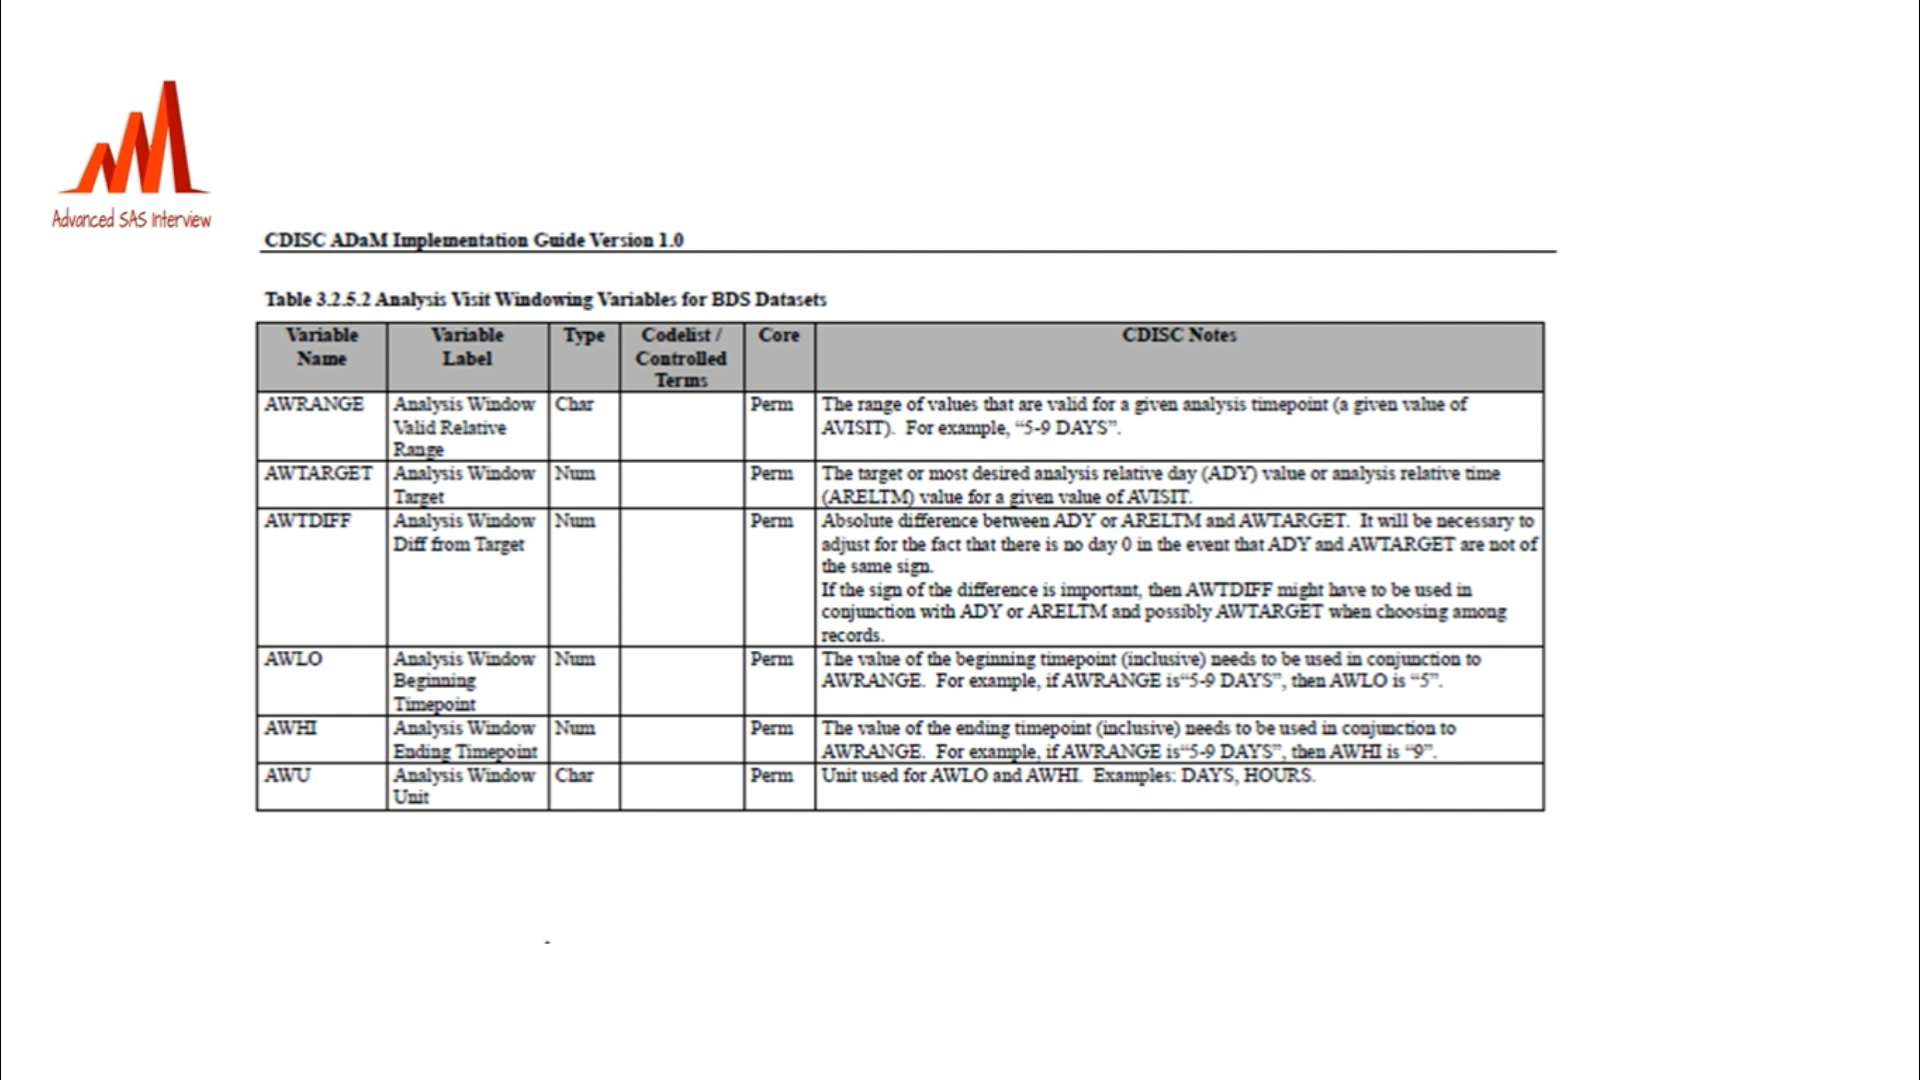 Advanced SAS Interview
CDISC ADaM Implementation Guide Version 1.0
Table 3.2.5.2 Analysis Visit Windowing Variables for BDS Datasets
Variable Name | Variable Label | Type | Codelist / Controlled Terms | Core | CDISC Notes
AWRANGE | Analysis Window Valid Relative Range | Char | | Perm | The range of values that are valid for a given analysis timepoint (a given value of AVISIT). For example, “5-9 DAYS”.
AWTARGET | Analysis Window Target | Num | | Perm | The target or most desired analysis relative day (ADY) value or analysis relative time (ARELTM) value for a given value of AVISIT.
AWTDIFF | Analysis Window Diff from Target | Num | | Perm | Absolute difference between ADY or ARELTM and AWTARGET. It will be necessary to adjust for the fact that there is no day 0 in the event that ADY and AWTARGET are not of the same sign.
If the sign of the difference is important, then AWTDIFF might have to be used in conjunction with ADY or ARELTM and possibly AWTARGET when choosing among records.
AWLO | Analysis Window Beginning Timepoint | Num | | Perm | The value of the beginning timepoint (inclusive) needs to be used in conjunction to AWRANGE. For example, if AWRANGE is“5-9 DAYS”, then AWLO is “5”.
AWHI | Analysis Window Ending Timepoint | Num | | Perm | The value of the ending timepoint (inclusive) needs to be used in conjunction to AWRANGE. For example, if AWRANGE is“5-9 DAYS”, then AWHI is “9”.
AWU | Analysis Window Unit | Char | | Perm | Unit used for AWLO and AWHI. Examples: DAYS, HOURS.